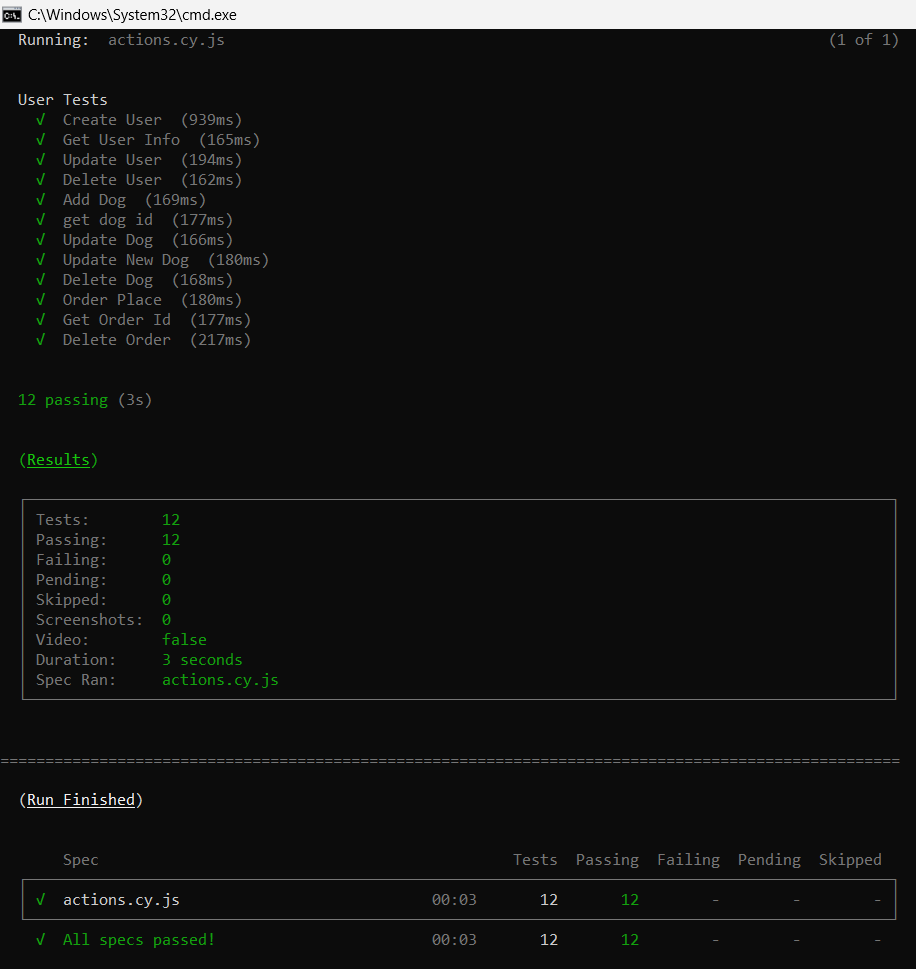 C:\Windows\System32\cmd.exe
Running:  actions.cy.js (1 of 1)
User Tests
√ Create User (939ms)
√ Get User Info (165ms)
√ Update User (194ms)
√ Delete User (162ms)
√ Add Dog (169ms)
√ get dog id (177ms)
√ Update Dog (166ms)
√ Update New Dog (180ms)
√ Delete Dog (168ms)
√ Order Place (180ms)
√ Get Order Id (177ms)
√ Delete Order (217ms)
12 passing (3s)
(Results)
Tests: 12
Passing: 12
Failing: 0
Pending: 0
Skipped: 0
Screenshots: 0
Video: false
Duration: 3 seconds
Spec Ran: actions.cy.js
====================================================================================================
(Run Finished)
Spec Tests Passing Failing Pending Skipped
√ actions.cy.js 00:03 12 12 - - -
√ All specs passed! 00:03 12 12 - - -